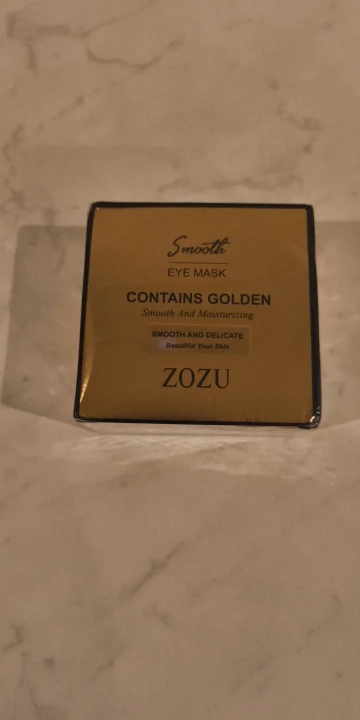 Smooth
EYE MASK
CONTAINS GOLDEN
Smooth And Moisturizing
SMOOTH AND DELICATE
Beautiful Your Skin
ZOZU